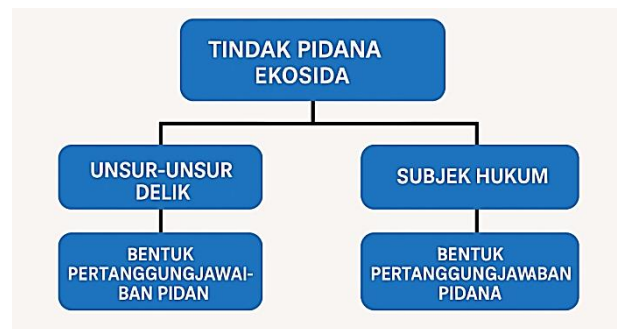 TINDAK PIDANA
EKOSIDA
UNSUR-UNSUR
DELIK
SUBJEK HUKUM
BENTUK
PERTANGGUNGJAWAI-
BAN PIDAN
BENTUK
PERTANGGUNGJAWABAN
PIDANA